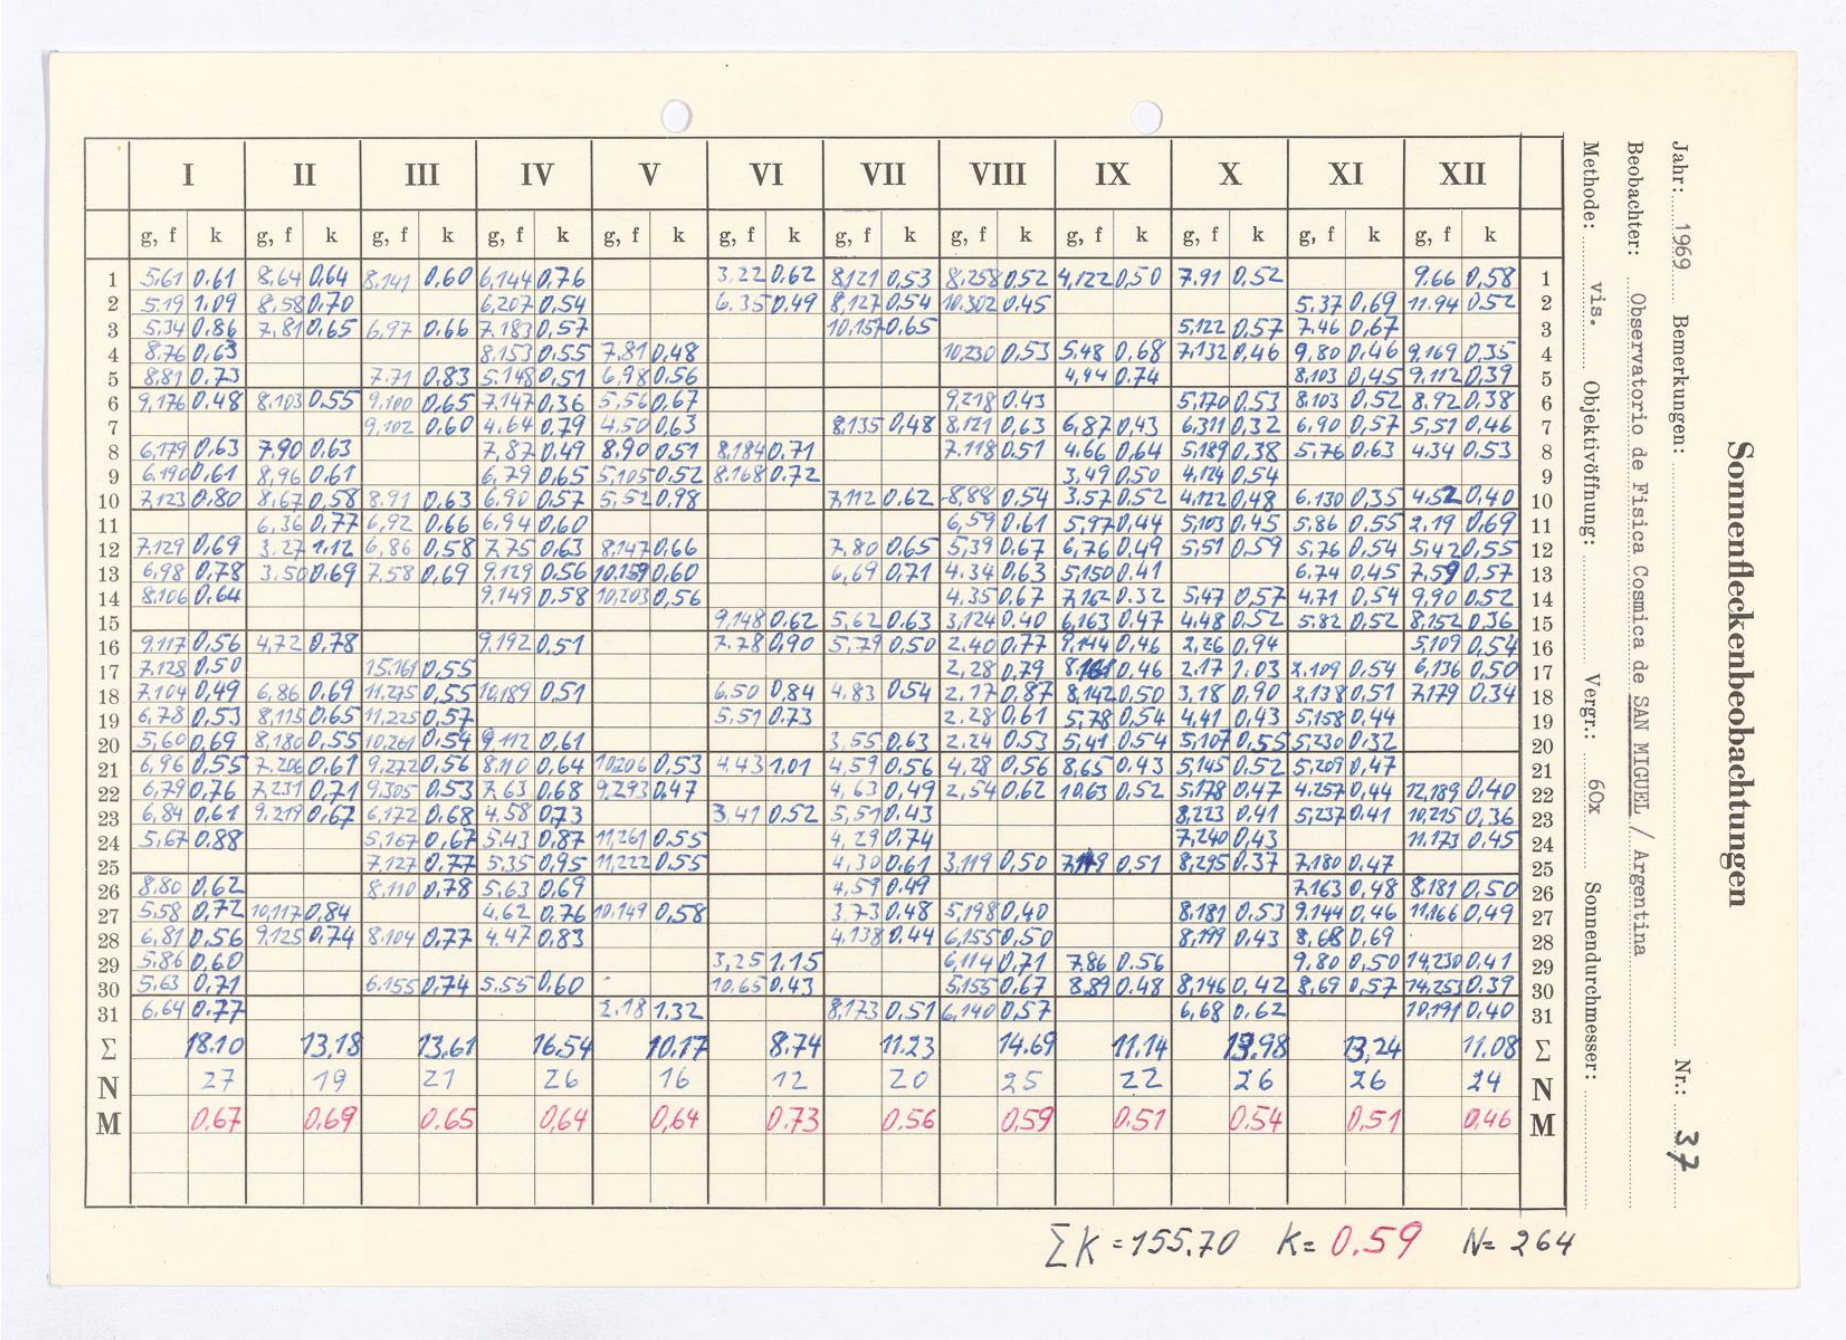 I II III IV V VI VII VIII IX X XI XII
g, f k g, f k g, f k g, f k g, f k g, f k g, f k g, f k g, f k g, f k g, f k g, f k
1 5.61 0.61 8.64 0.64 8.141 0.60 6.144 0.76 3.22 0.62 8.121 0.53 8.258 0.52 4,122 0,50 7.91 0.52 9.66 0,58 1
2 5.19 1.09 8.58 0.70 6,207 0.54 6.35 0.49 8,127 0.54 10.302 0.45 5.37 0.69 11.94 0.52 2
3 5.34 0.86 7.81 0.65 6,97 0.66 7.183 0,57 10.157 0.65 5,122 0,57 7.46 0,67 3
4 8.76 0,63 8.153 0.55 7.81 0,48 10,230 0,53 5.48 0,68 7,132 0,46 9,80 0.46 9,169 0,35 4
5 8.81 0.73 7.71 0,83 5.148 0,51 6,98 0.56 4,44 0.74 8,103 0,45 9.112 0,39 5
6 9,176 0,48 8,103 0.55 9,100 0,65 7,147 0,36 5,56 0,67 9,218 0,43 5,170 0.53 8.103 0,52 8.92 0,38 6
7 9,102 0,60 4.64 0,79 4.50 0,63 8,135 0,48 8,121 0,63 6,87 0,43 6,311 0,32 6,90 0,57 5,51 0,46 7
8 6,179 0,63 7.90 0.63 7,87 0,49 8,90 0,51 8,184 0.71 7.118 0.51 4.66 0,64 5,189 0,38 5,76 0.63 4.34 0,53 8
9 6.190 0,61 8,96 0,61 6,79 0.65 5,105 0.52 8.168 0.72 3,49 0,50 4.124 0,54 9
10 7,123 0.80 8,67 0,58 8.91 0,63 6.90 0.57 5,52 0,98 7,112 0,62 8,88 0,54 3.57 0.52 4,122 0,48 6.130 0,35 4.52 0,40 10
11 6,36 0,77 6,92 0.66 6,94 0,60 6,59 0.61 5,97 0,44 5,103 0.45 5.86 0.55 2.19 0,69 11
12 7.129 0,69 3.27 1.12 6,86 0,58 7.75 0,63 8,147 0,66 7.80 0,65 5,39 0,67 6,76 0,49 5,51 0,59 5,76 0,54 5,42 0,55 12
13 6,98 0,78 3.50 0,69 7,58 0,69 9.129 0.56 10.159 0,60 6,69 0,71 4.34 0,63 5,150 0.41 6.74 0.45 7.59 0,57 13
14 8,106 0,64 9,149 0.58 10,203 0,56 4.35 0.67 7,162 0.32 5,47 0,57 4.71 0,54 9,90 0.52 14
15 9,148 0,62 5,62 0.63 3,124 0.40 6,163 0.47 4.48 0,52 5.82 0,52 8,152 0,36 15
16 9.117 0,56 4,72 0,78 9,192 0,51 7.78 0,90 5,79 0.50 2.40 0,77 9,144 0,46 2,26 0.94 5,109 0,54 16
17 7.128 0,50 15.161 0,55 2,28 0,79 0.46 2.17 1.03 0,54 6,136 0,50 17
18 7.104 0,49 6,86 0.69 11,275 0,55 10,189 0,51 6.50 0,84 4.83 0,54 2.17 0,87 8,142 0,50 3,18 0,90 0,51 7,179 0,34 18
19 6,78 0,53 8,115 0.65 11,225 0,57 5,51 0.73 2.28 0,61 5,78 0,54 4.41 0,43 5,158 0.44 19
20 5,60 0,69 8,180 0,55 10,261 0.54 9,112 0,61 3.55 0,63 2.24 0.53 5,41 0.54 5,107 0,55 5,230 0.32 20
21 6,96 0,55 7.206 0,61 9,272 0,56 8,110 0,64 10206 0,53 4.43 1.01 4,59 0,56 4.28 0,56 8,65 0.43 5,145 0.52 5,209 0,47 21
22 6,79 0,76 7,231 0,71 9,305 0.53 7,63 0,68 9,293 0,47 4,63 0,49 2,54 0.62 10,63 0,52 5,178 0,47 4.257 0,44 12,189 0,40 22
23 6,84 0,61 9.219 0,67 6,172 0,68 4.58 0,73 3,41 0,52 5,51 0.43 8,223 0.41 5,237 0.41 10,215 0,36 23
24 5,67 0.88 5,167 0,67 5.43 0,87 11,261 0,55 4,29 0,74 7,240 0,43 11.173 0.45 24
25 7,127 0.77 5.35 0,95 11,222 0.55 4,30 0.61 3,119 0,50 0,51 8,295 0.37 7,180 0,47 25
26 8.80 0,62 8,110 0,78 5,63 0,69 4,59 0,49 7,163 0,48 8,181 0,50 26
27 5,58 0,72 10,117 0,84 4,62 0.76 10,149 0,58 3.73 0,48 5,198 0,40 8,181 0.53 9,144 0,46 11,166 0,49 27
28 6,81 0,56 9,125 0,74 8,104 0,77 4.47 0,83 4,138 0.44 6,155 0,50 8,199 0,43 8,68 0,69 28
29 5.86 0,60 3,25 1.15 6,114 0,71 7.86 0.56 9.80 0,50 14,230 0,41 29
30 5.63 0,71 6.155 0,74 5.55 0,60 10,65 0,43 5,155 0,67 8,89 0.48 8,146 0,42 8,69 0,57 14,253 0.39 30
31 6,64 0.77 2.18 1,32 8,173 0,51 6,140 0,57 6,68 0,62 10,191 0,40 31
Σ 18.10 13,18 13,61 16.54 10.17 8.74 11.23 14.69 11.14 13,98 13,24 11.08 Σ
N 27 19 21 26 16 12 20 25 22 26 26 24 N
M 0.67 0.69 0.65 0,64 0,64 0.73 0.56 0,59 0.51 0.54 0,51 0,46 M
Σk = 155.70 k = 0.59 N = 264
Sonnenfleckenbeobachtungen
Jahr: 1969 Bemerkungen: Nr.: 37
Beobachter: Observatorio de Fisica Cosmica de SAN MIGUEL / Argentina
Methode: vis. Objektivöffnung: Vergr.: 60x Sonnendurchmesser: